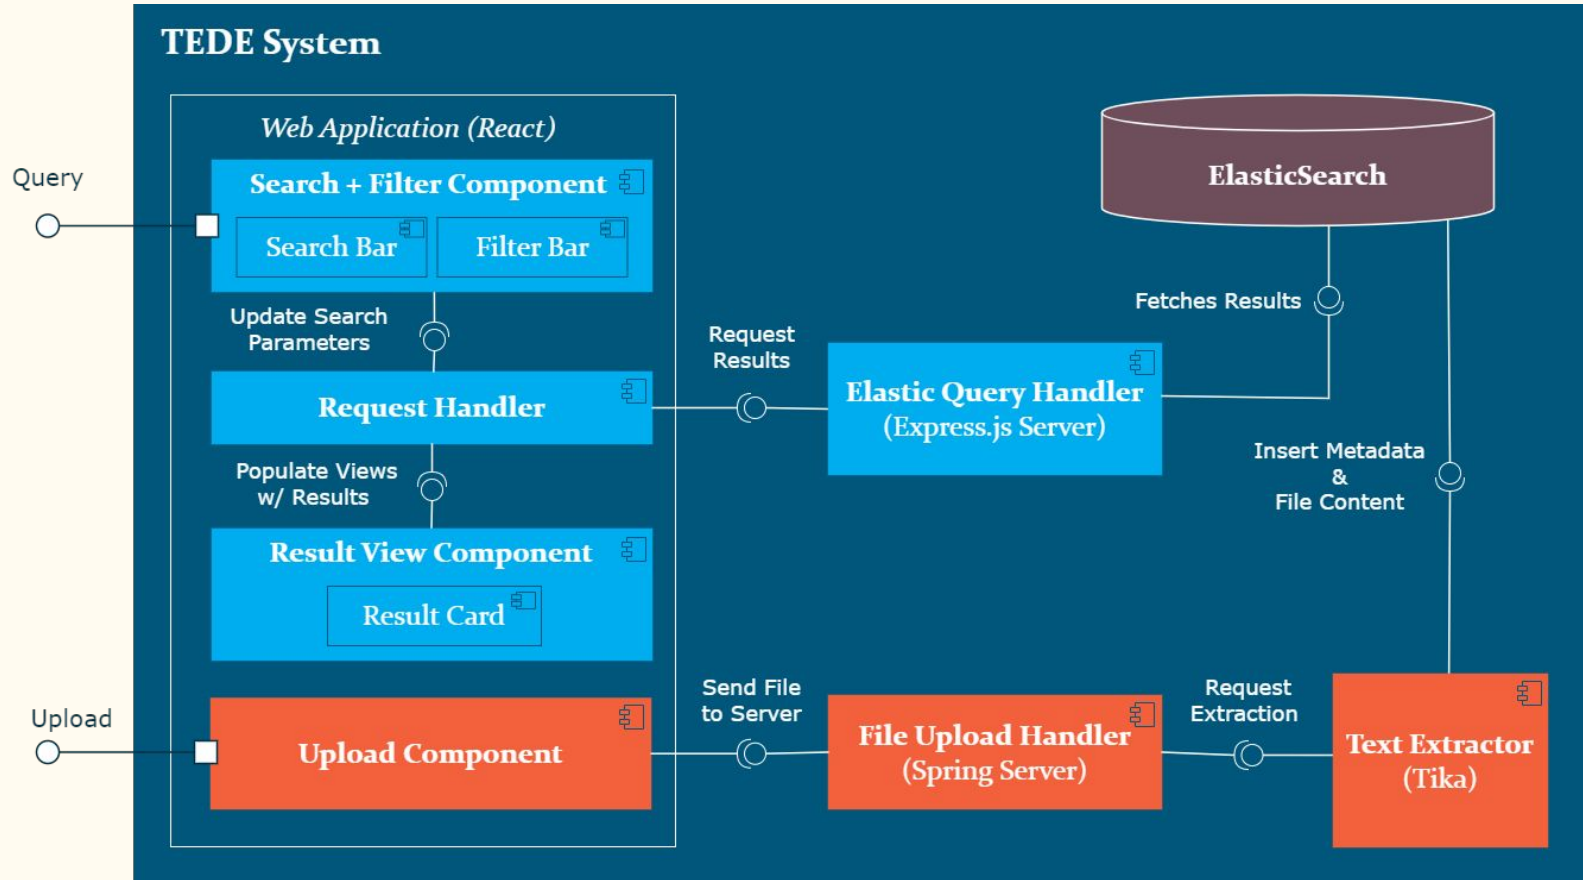 TEDE System
Web Application (React)
Query
Search + Filter Component
Search Bar
Filter Bar
Update Search
Parameters
Request Handler
Populate Views
w/ Results
Result View Component
Result Card
Upload
Upload Component
Request
Results
Elastic Query Handler
(Express.js Server)
Fetches Results
ElasticSearch
Insert Metadata
&
File Content
Send File
to Server
File Upload Handler
(Spring Server)
Request
Extraction
Text Extractor
(Tika)